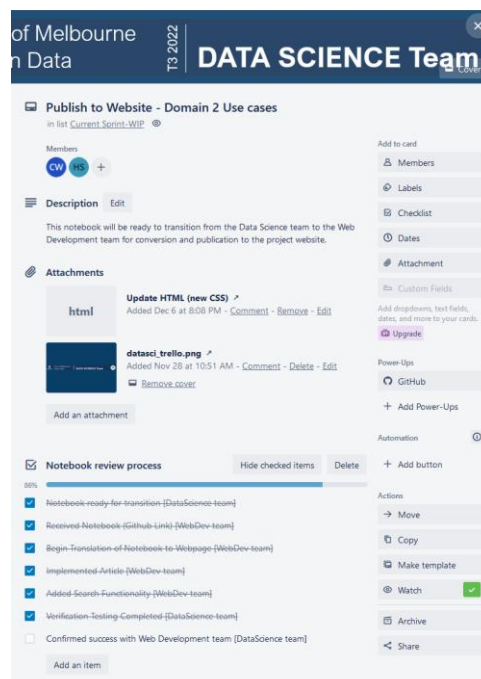 of Melbourne
n Data
T3 2022
DATA SCIENCE Team
Cover
Publish to Website - Domain 2 Use cases
in list Current Sprint-WIP
Members
CW HS +
Description Edit
This notebook will be ready to transition from the Data Science team to the Web
Development team for conversion and publication to the project website.
Attachments
html
Update HTML (new CSS) ↗
Added Dec 6 at 8:08 PM - Comment - Remove - Edit
datasci_trello.png ↗
Added Nov 28 at 10:51 AM - Comment - Delete - Edit
Remove cover
Add an attachment
Notebook review process
Hide checked items
Delete
86%
Notebook ready for transition [DataScience team]
Received Notebook (Github Link) [WebDev team]
Begin Translation of Notebook to Webpage [WebDev team]
Implemented Article [WebDev team]
Added Search Functionality [WebDev team]
Verification Testing Completed [DataScience team]
Confirmed success with Web Development team [DataScience team]
Add an item
Add to card
Members
Labels
Checklist
Dates
Attachment
Custom Fields
Add dropdowns, text fields,
dates, and more to your cards.
Upgrade
Power-Ups
GitHub
+ Add Power-Ups
Automation
+ Add button
Actions
Move
Copy
Make template
Watch
Archive
Share